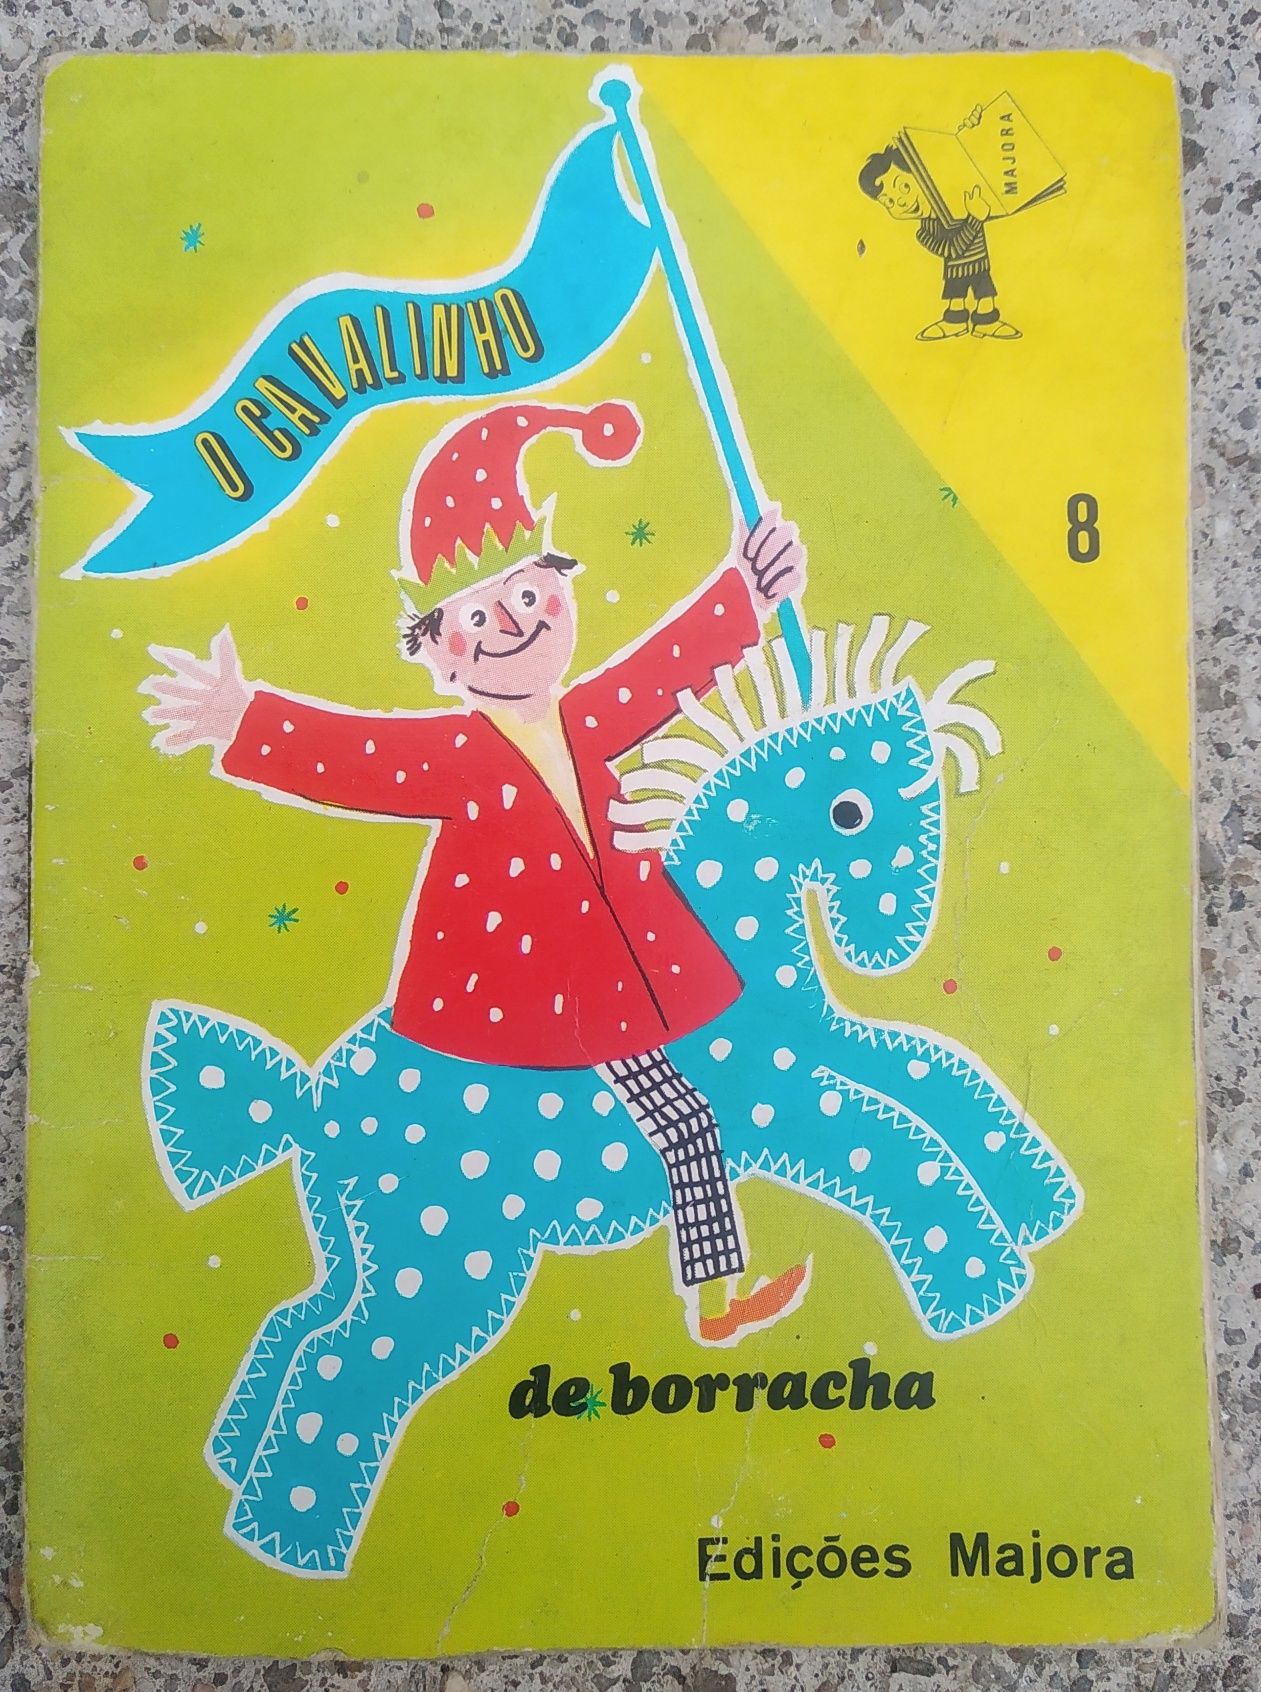 MAJORA
O CAVALINHO
8
de borracha
Edições Majora